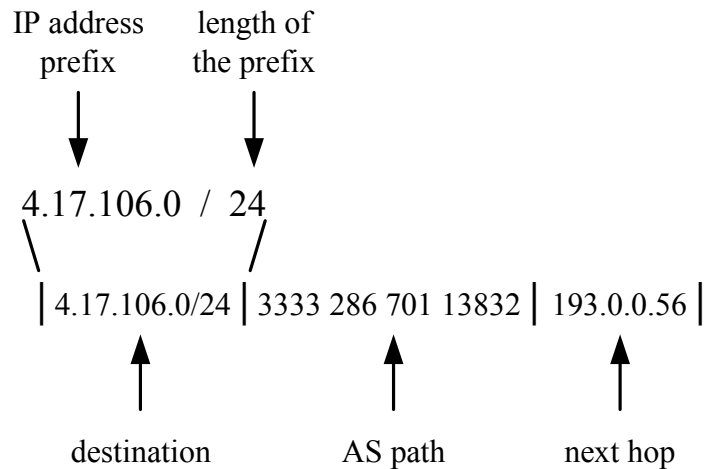 IP address length of
prefix the prefix
4.17.106.0 / 24
| 4.17.106.0/24 | 3333 286 701 13832 | 193.0.0.56 |
destination AS path next hop